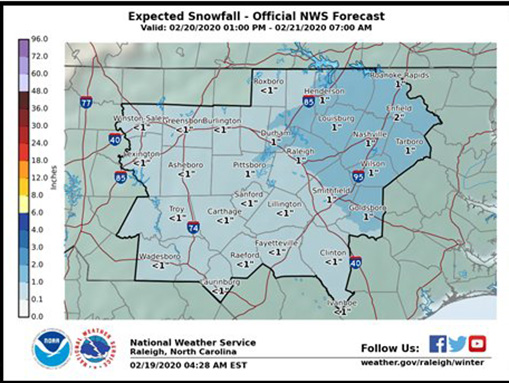 Expected Snowfall - Official NWS Forecast
Valid: 02/20/2020 01:00 PM - 02/21/2020 07:00 AM
96.0
72.0
60.0
48.0
36.0
30.0
24.0
18.0
12.0
8.0
6.0
4.0
3.0
2.0
1.0
0.1
0.0
Inches
Roxboro
<1"
Roanoke Rapids
1"
77
Henderson
1"
85
Winston-Salem
<1"
Greensboro
<1"
Burlington
<1"
Louisburg
1"
Enfield
2"
40
Durham
1"
Nashville
1"
Tarboro
1"
Lexington
<1"
Raleigh
1"
85
Asheboro
<1"
Pittsboro
1"
Wilson
1"
95
Smithfield
1"
Sanford
<1"
Lillington
<1"
Goldsboro
1"
Troy
<1"
Carthage
<1"
74
Fayetteville
<1"
Wadesboro
<1"
Raeford
<1"
Clinton
<1"
40
Laurinburg
<1"
Ivanhoe
<1"
NOAA
NATIONAL WEATHER SERVICE
National Weather Service
Raleigh, North Carolina
02/19/2020 04:28 AM EST
Follow Us:
weather.gov/raleigh/winter